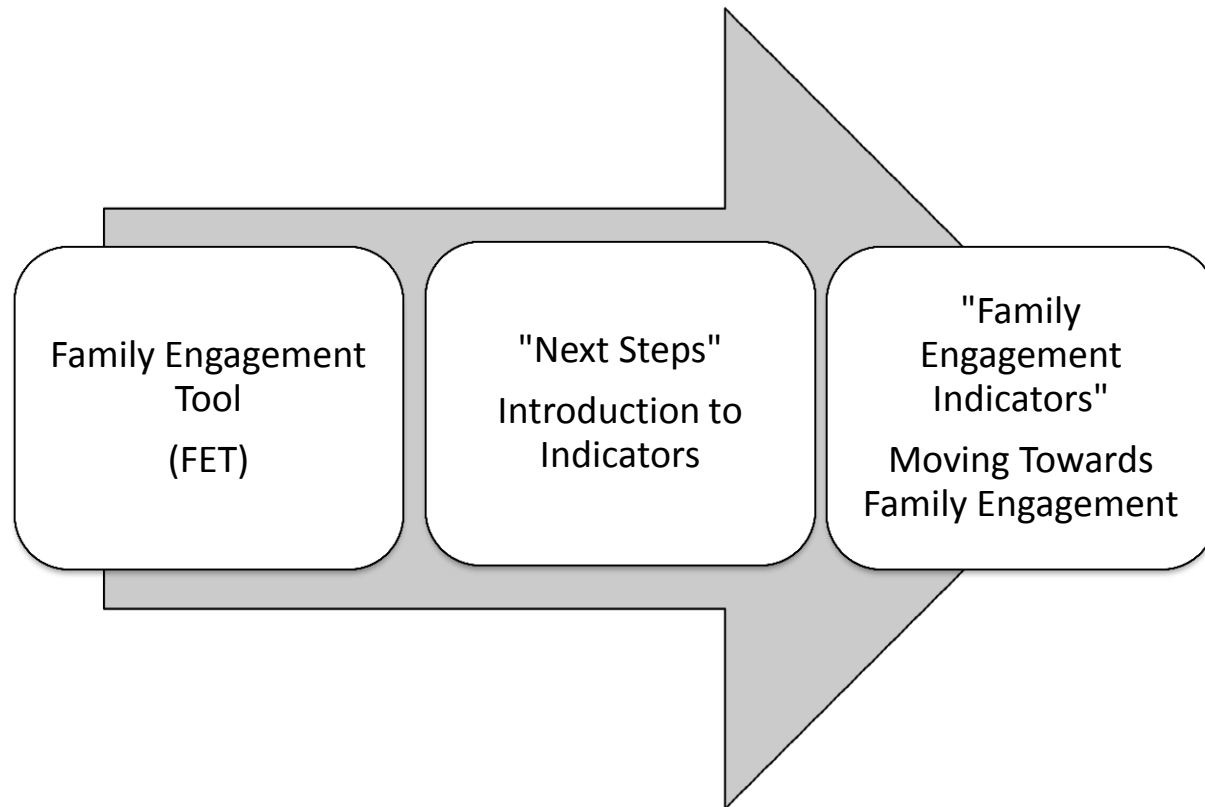 Family Engagement
Tool
(FET)
"Next Steps"
Introduction to
Indicators
"Family
Engagement
Indicators"
Moving Towards
Family Engagement